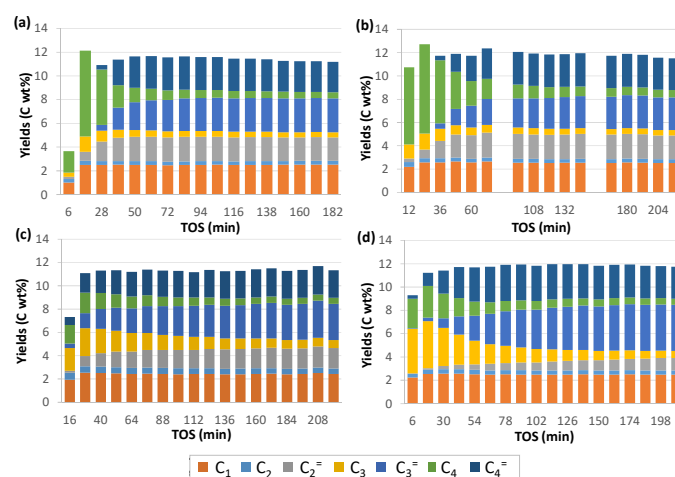 (a)
Yields (C wt%)
14
12
10
8
6
4
2
0
6 28 50 72 94 116 138 160 182
TOS (min)
(b)
Yields (C wt%)
14
12
10
8
6
4
2
0
12 36 60 108 132 180 204
TOS (min)
(c)
Yields (C wt%)
14
12
10
8
6
4
2
0
16 40 64 88 112 136 160 184 208
TOS (min)
(d)
Yields (C wt%)
14
12
10
8
6
4
2
0
6 30 54 78 102 126 150 174 198
TOS (min)
C₁ C₂ C₂⁼ C₃ C₃⁼ C₄ C₄⁼